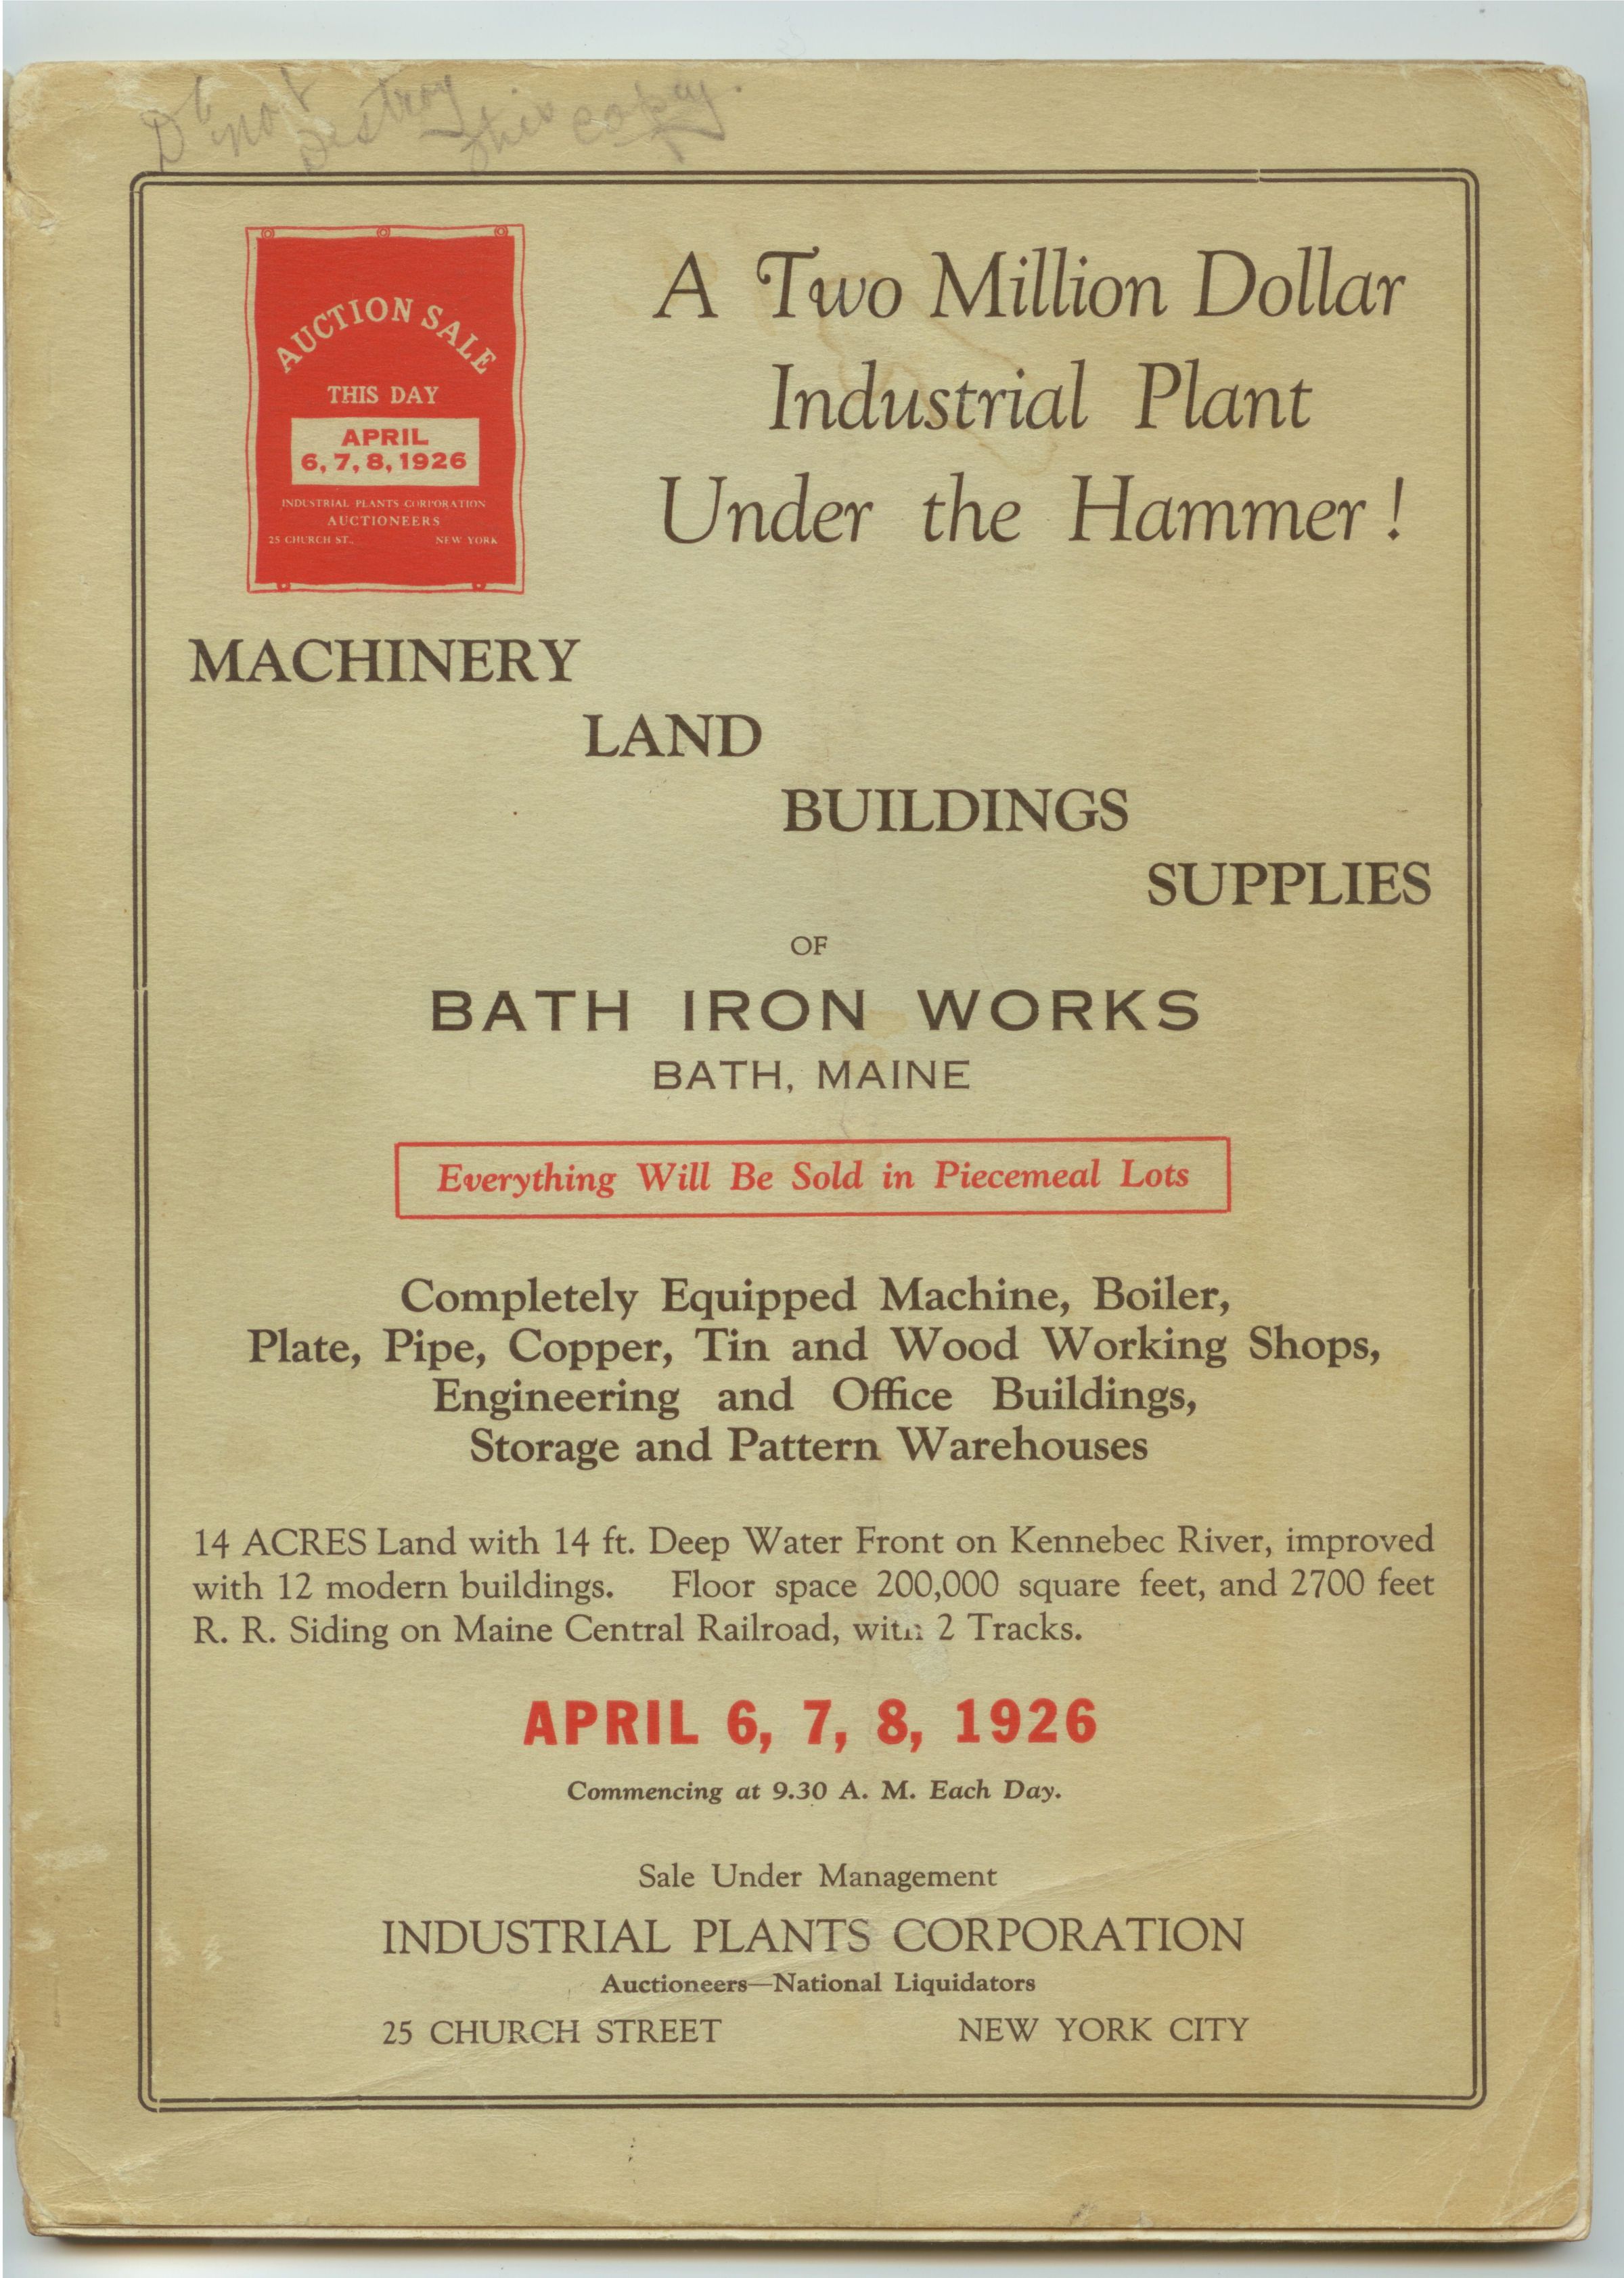 Do not destroy this copy.
AUCTION SALE
THIS DAY
APRIL
6, 7, 8, 1926
INDUSTRIAL PLANTS CORPORATION
AUCTIONEERS
25 CHURCH ST., NEW YORK
A Two Million Dollar
Industrial Plant
Under the Hammer!
MACHINERY
LAND
BUILDINGS
SUPPLIES
OF
BATH IRON WORKS
BATH, MAINE
Everything Will Be Sold in Piecemeal Lots
Completely Equipped Machine, Boiler,
Plate, Pipe, Copper, Tin and Wood Working Shops,
Engineering and Office Buildings,
Storage and Pattern Warehouses
14 ACRES Land with 14 ft. Deep Water Front on Kennebec River, improved
with 12 modern buildings. Floor space 200,000 square feet, and 2700 feet
R. R. Siding on Maine Central Railroad, with 2 Tracks.
APRIL 6, 7, 8, 1926
Commencing at 9.30 A. M. Each Day.
Sale Under Management
INDUSTRIAL PLANTS CORPORATION
Auctioneers—National Liquidators
25 CHURCH STREET NEW YORK CITY